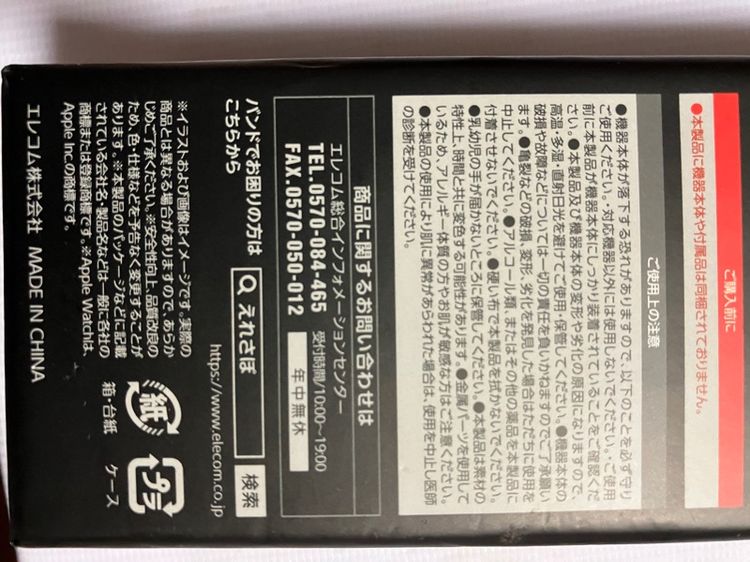 ご購入前に
●本製品に機器本体や付属品は同梱されておりません。
ご使用上の注意
●機器本体が落下する恐れがありますので、以下のことを必ず守り
ご使用ください。・対応機器以外には使用しないでください。・ご使用
前に本製品が機器本体にしっかり装着されていることをご確認くだ
さい。●本製品及び機器本体の変形や劣化の原因になりますので、
高温・多湿・直射日光を避けてご使用・保管してください。●機器本体の
破損や故障などについては、一切の責任を負いかねますのでご了承願い
ます。●亀裂などの破損、変形、劣化を発見した場合はただちに使用を
中止してください。●アルコール類、またはその他の薬品を本製品に
付着させないでください。●硬い布で本製品を拭かないでください。
●乳幼児の手が届かないところに保管してください。●本製品は素材の
特性上、時間と共に変色する可能性があります。●金属パーツを使用して
いるため、アレルギー体質の方やお肌が敏感な方はご注意ください。
●本製品の使用により肌に異常があらわれた場合は、使用を中止し医師
の診断を受けてください。
商品に関するお問い合わせは
エレコム総合インフォメーションセンター
TEL.0570-084-465
FAX.0570-050-012
受付時間/10:00~19:00
年中無休
バンドでお困りの方は
こちらから
えれさぽ
検索
https://www.elecom.co.jp
※イラストおよび画像はイメージです。実際の
商品とは異なる場合がありますので、あらか
じめご了承ください。※安全性向上、品質改良の
ため、色・仕様などを予告なく変更することが
あります。※本製品のパッケージなどに記載
されている会社名・製品名などは一般に各社の
商標または登録商標です。※Apple Watchは、
Apple Inc.の商標です。
紙
箱・台紙
プラ
ケース
エレコム株式会社 MADE IN CHINA